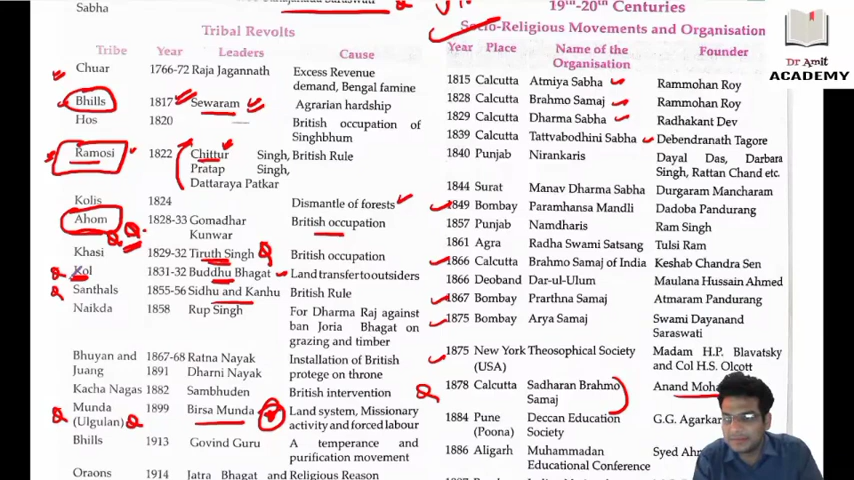 Sabha
Tribal Revolts
Tribe Year Leaders Cause
Chuar 1766-72 Raja Jagannath Excess Revenue
demand, Bengal famine
Bhills 1817 Sewaram Agrarian hardship
Hos 1820 British occupation of
Singhbhum
Ramosi 1822 Chittur Singh, British Rule
Pratap Singh,
Dattaraya Patkar
Kolis 1824 Dismantle of forests
Ahom 1828-33 Gomadhar British occupation
Kunwar
Khasi 1829-32 Tiruth Singh British occupation
Kol 1831-32 Buddhu Bhagat Land transfer to outsiders
Santhals 1855-56 Sidhu and Kanhu British Rule
Naikda 1858 Rup Singh For Dharma Raj against
ban Joria Bhagat on
grazing and timber
Bhuyan and 1867-68 Ratna Nayak Installation of British
Juang 1891 Dharni Nayak protege on throne
Kacha Nagas 1882 Sambhuden British intervention
Munda 1899 Birsa Munda Land system, Missionary
(Ulgulan) activity and forced labour
Bhills 1913 Govind Guru A temperance and
purification movement
Oraons 1914 Jatra Bhagat and Religious Reason
19th-20th Centuries
Socio-Religious Movements and Organisation
Year Place Name of the Founder
Organisation
1815 Calcutta Atmiya Sabha Rammohan Roy
1828 Calcutta Brahmo Samaj Rammohan Roy
1829 Calcutta Dharma Sabha Radhakant Dev
1839 Calcutta Tattvabodhini Sabha Debendranath Tagore
1840 Punjab Nirankaris Dayal Das, Darbara
Singh, Rattan Chand etc.
1844 Surat Manav Dharma Sabha Durgaram Mancharam
1849 Bombay Paramhansa Mandli Dadoba Pandurang
1857 Punjab Namdharis Ram Singh
1861 Agra Radha Swami Satsang Tulsi Ram
1866 Calcutta Brahmo Samaj of India Keshab Chandra Sen
1866 Deoband Dar-ul-Ulum Maulana Hussain Ahmed
1867 Bombay Prarthna Samaj Atmaram Pandurang
1875 Bombay Arya Samaj Swami Dayanand
Saraswati
1875 New York Theosophical Society Madam H.P. Blavatsky
(USA) and Col H.S. Olcott
1878 Calcutta Sadharan Brahmo Anand
Samaj
1884 Pune Deccan Education G.G. Agarkar
(Poona) Society
1886 Aligarh Muhammadan Syed
Educational Conference
Dr Amit
ACADEMY